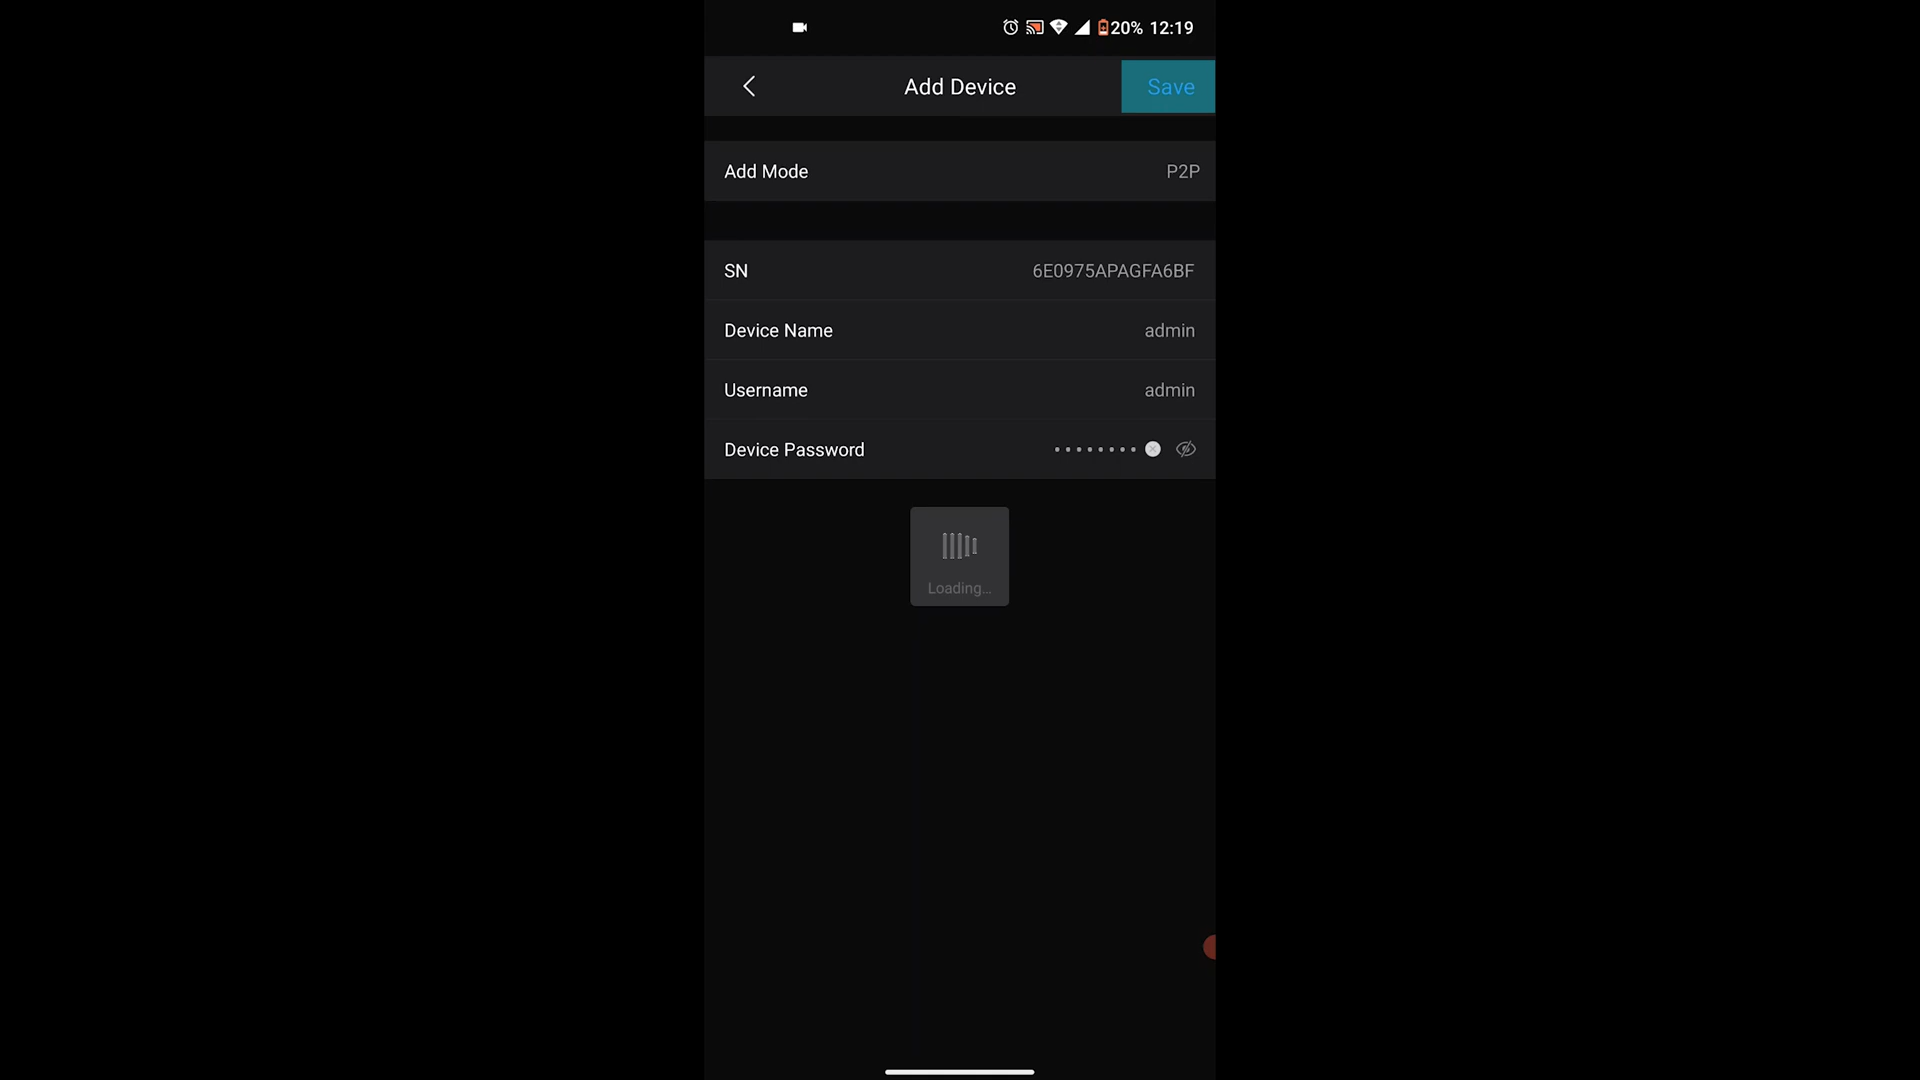 20% 12:19
Add Device
Save
Add Mode
P2P
SN
6E0975APAGFA6BF
Device Name
admin
Username
admin
Device Password
••••••••
Loading...